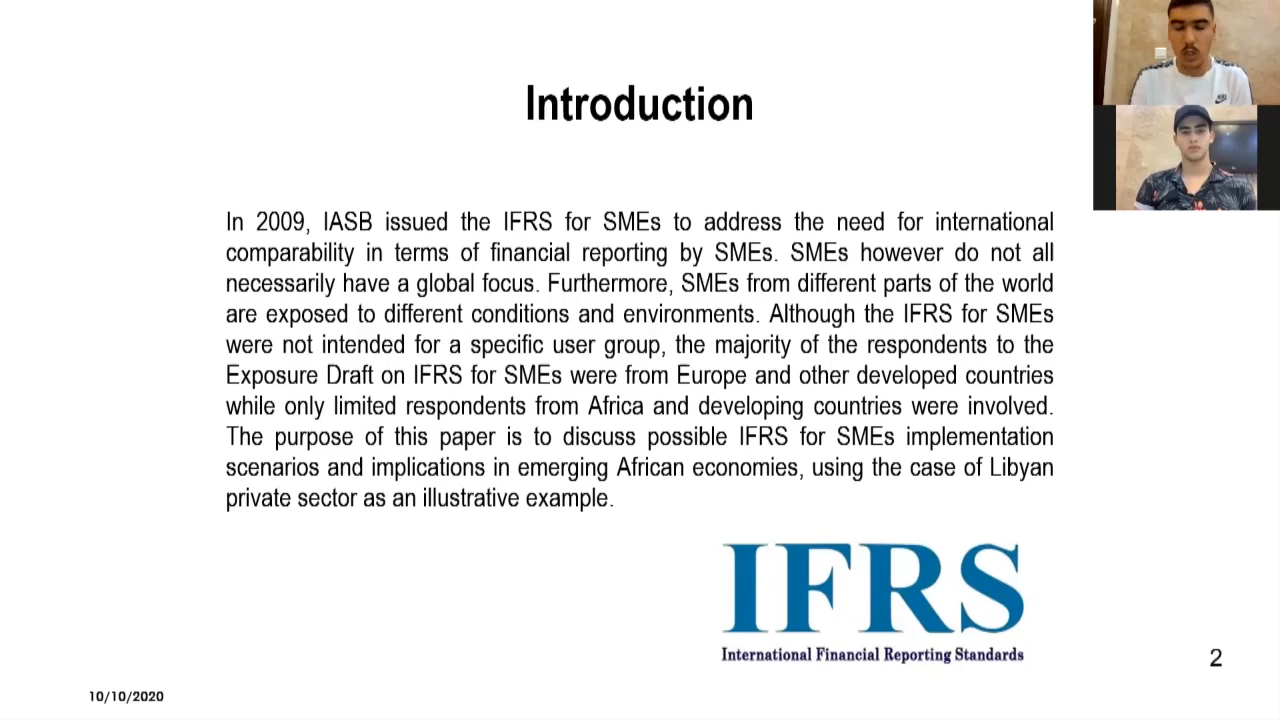 Introduction
In 2009, IASB issued the IFRS for SMEs to address the need for international
comparability in terms of financial reporting by SMEs. SMEs however do not all
necessarily have a global focus. Furthermore, SMEs from different parts of the world
are exposed to different conditions and environments. Although the IFRS for SMEs
were not intended for a specific user group, the majority of the respondents to the
Exposure Draft on IFRS for SMEs were from Europe and other developed countries
while only limited respondents from Africa and developing countries were involved.
The purpose of this paper is to discuss possible IFRS for SMEs implementation
scenarios and implications in emerging African economies, using the case of Libyan
private sector as an illustrative example.
IFRS
International Financial Reporting Standards
2
10/10/2020